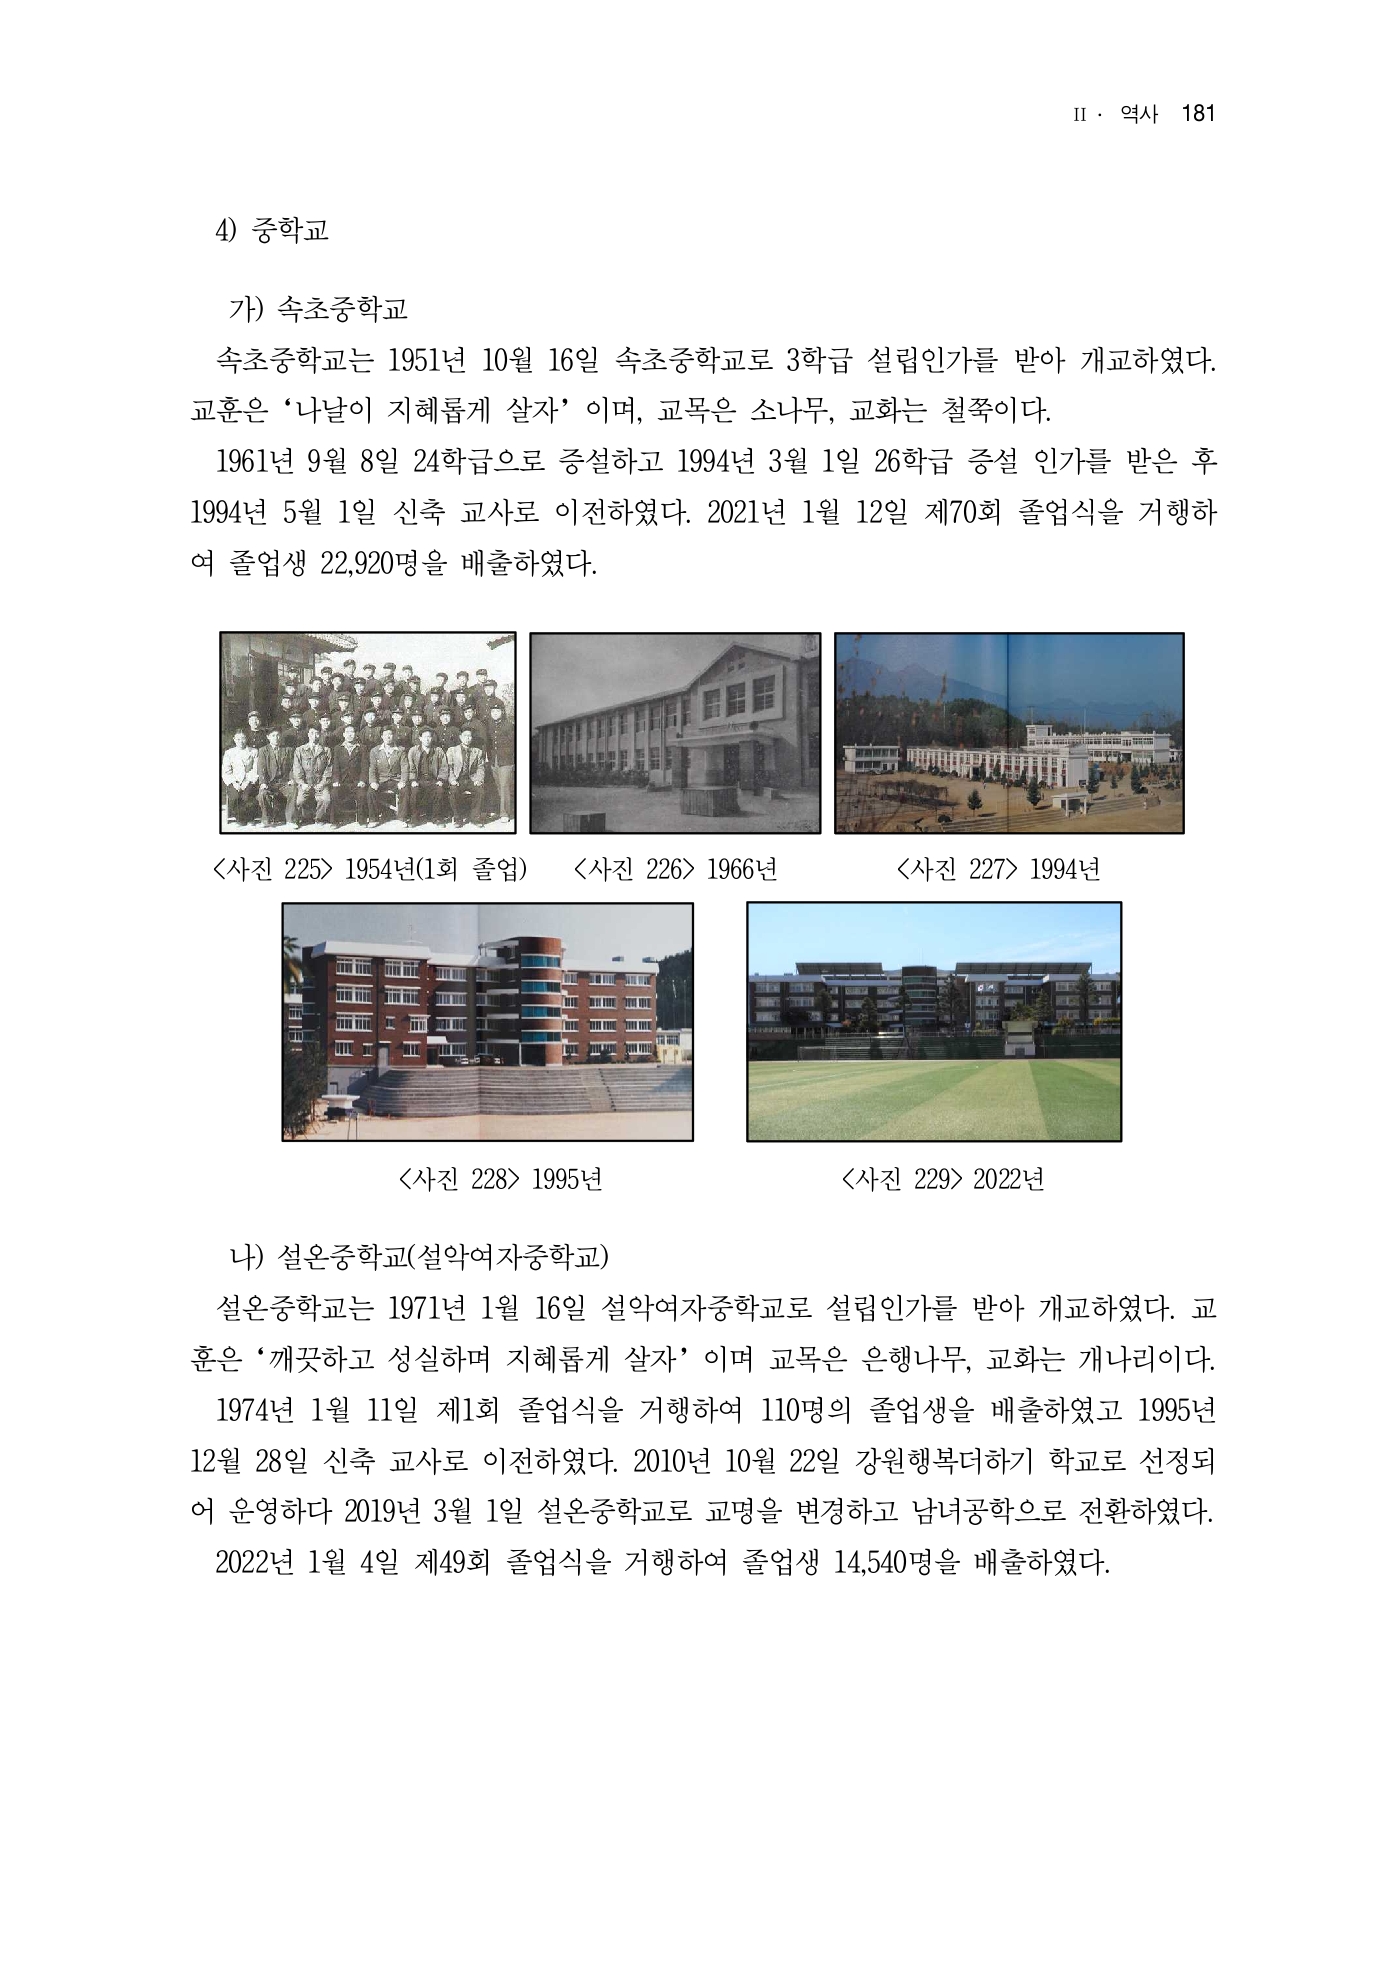 II · 역사 181
4) 중학교
가) 속초중학교
속초중학교는 1951년 10월 16일 속초중학교로 3학급 설립인가를 받아 개교하였다.
교훈은 ‘나날이 지혜롭게 살자’ 이며, 교목은 소나무, 교화는 철쭉이다.
1961년 9월 8일 24학급으로 증설하고 1994년 3월 1일 26학급 증설 인가를 받은 후
1994년 5월 1일 신축 교사로 이전하였다. 2021년 1월 12일 제70회 졸업식을 거행하
여 졸업생 22,920명을 배출하였다.
<사진 225> 1954년(1회 졸업) <사진 226> 1966년 <사진 227> 1994년
<사진 228> 1995년 <사진 229> 2022년
나) 설온중학교(설악여자중학교)
설온중학교는 1971년 1월 16일 설악여자중학교로 설립인가를 받아 개교하였다. 교
훈은 ‘깨끗하고 성실하며 지혜롭게 살자’ 이며 교목은 은행나무, 교화는 개나리이다.
1974년 1월 11일 제1회 졸업식을 거행하여 110명의 졸업생을 배출하였고 1995년
12월 28일 신축 교사로 이전하였다. 2010년 10월 22일 강원행복더하기 학교로 선정되
어 운영하다 2019년 3월 1일 설온중학교로 교명을 변경하고 남녀공학으로 전환하였다.
2022년 1월 4일 제49회 졸업식을 거행하여 졸업생 14,540명을 배출하였다.